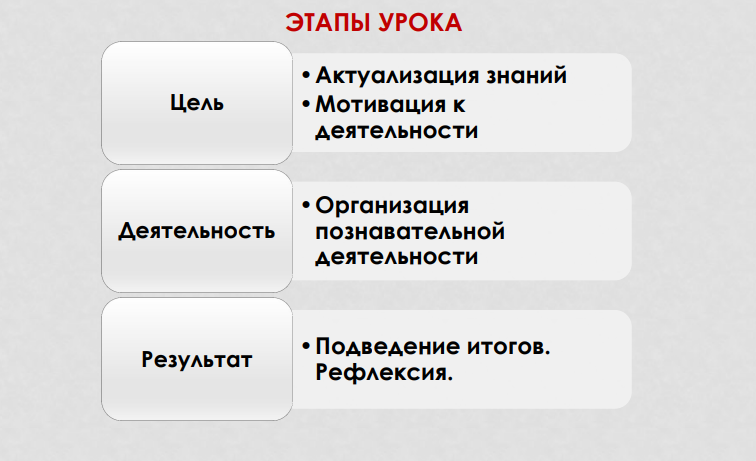 ЭТАПЫ УРОКА
Цель
• Актуализация знаний
• Мотивация к
деятельности
Деятельность
• Организация
познавательной
деятельности
Результат
• Подведение итогов.
Рефлексия.